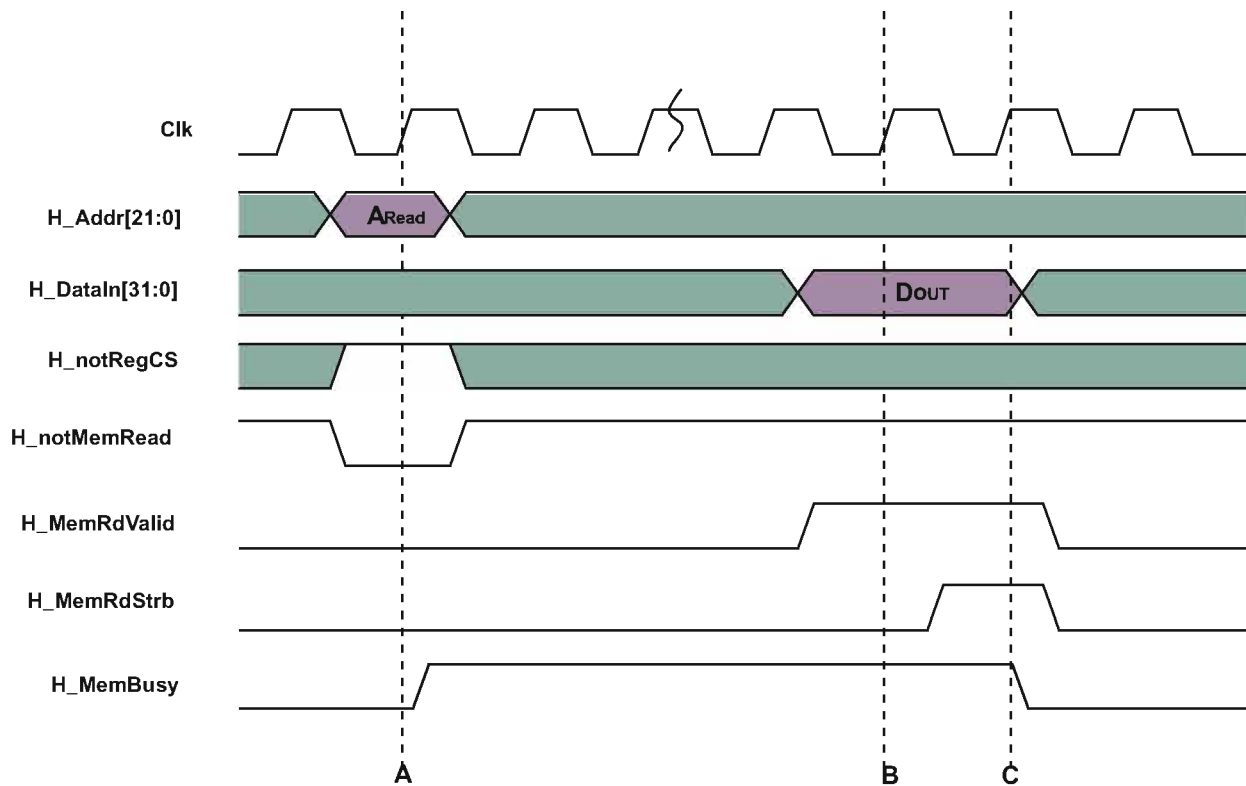 Clk
H_Addr[21:0]
ARead
H_DataIn[31:0]
DOUT
H_notRegCS
H_notMemRead
H_MemRdValid
H_MemRdStrb
H_MemBusy
A B C